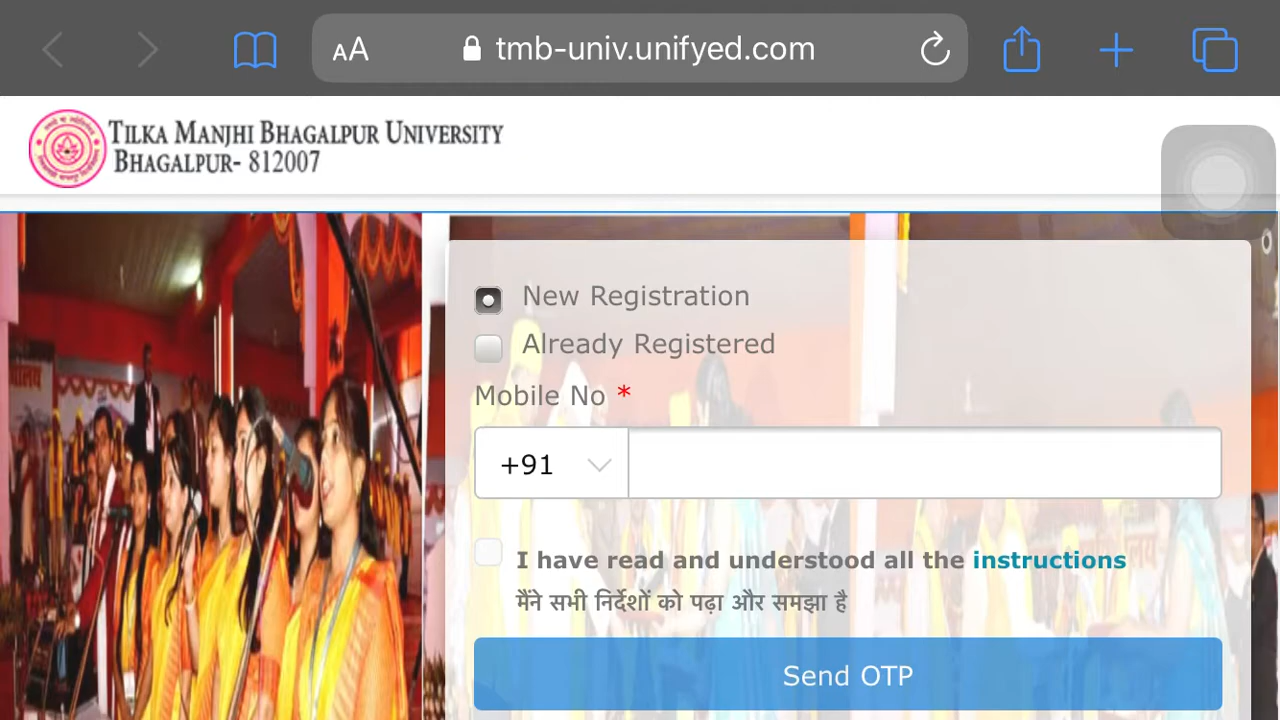 AA
tmb-univ.unifyed.com
TILKA MANJHI BHAGALPUR UNIVERSITY
BHAGALPUR- 812007
New Registration
Already Registered
Mobile No *
+91
I have read and understood all the instructions
मैंने सभी निर्देशों को पढ़ा और समझा है
Send OTP